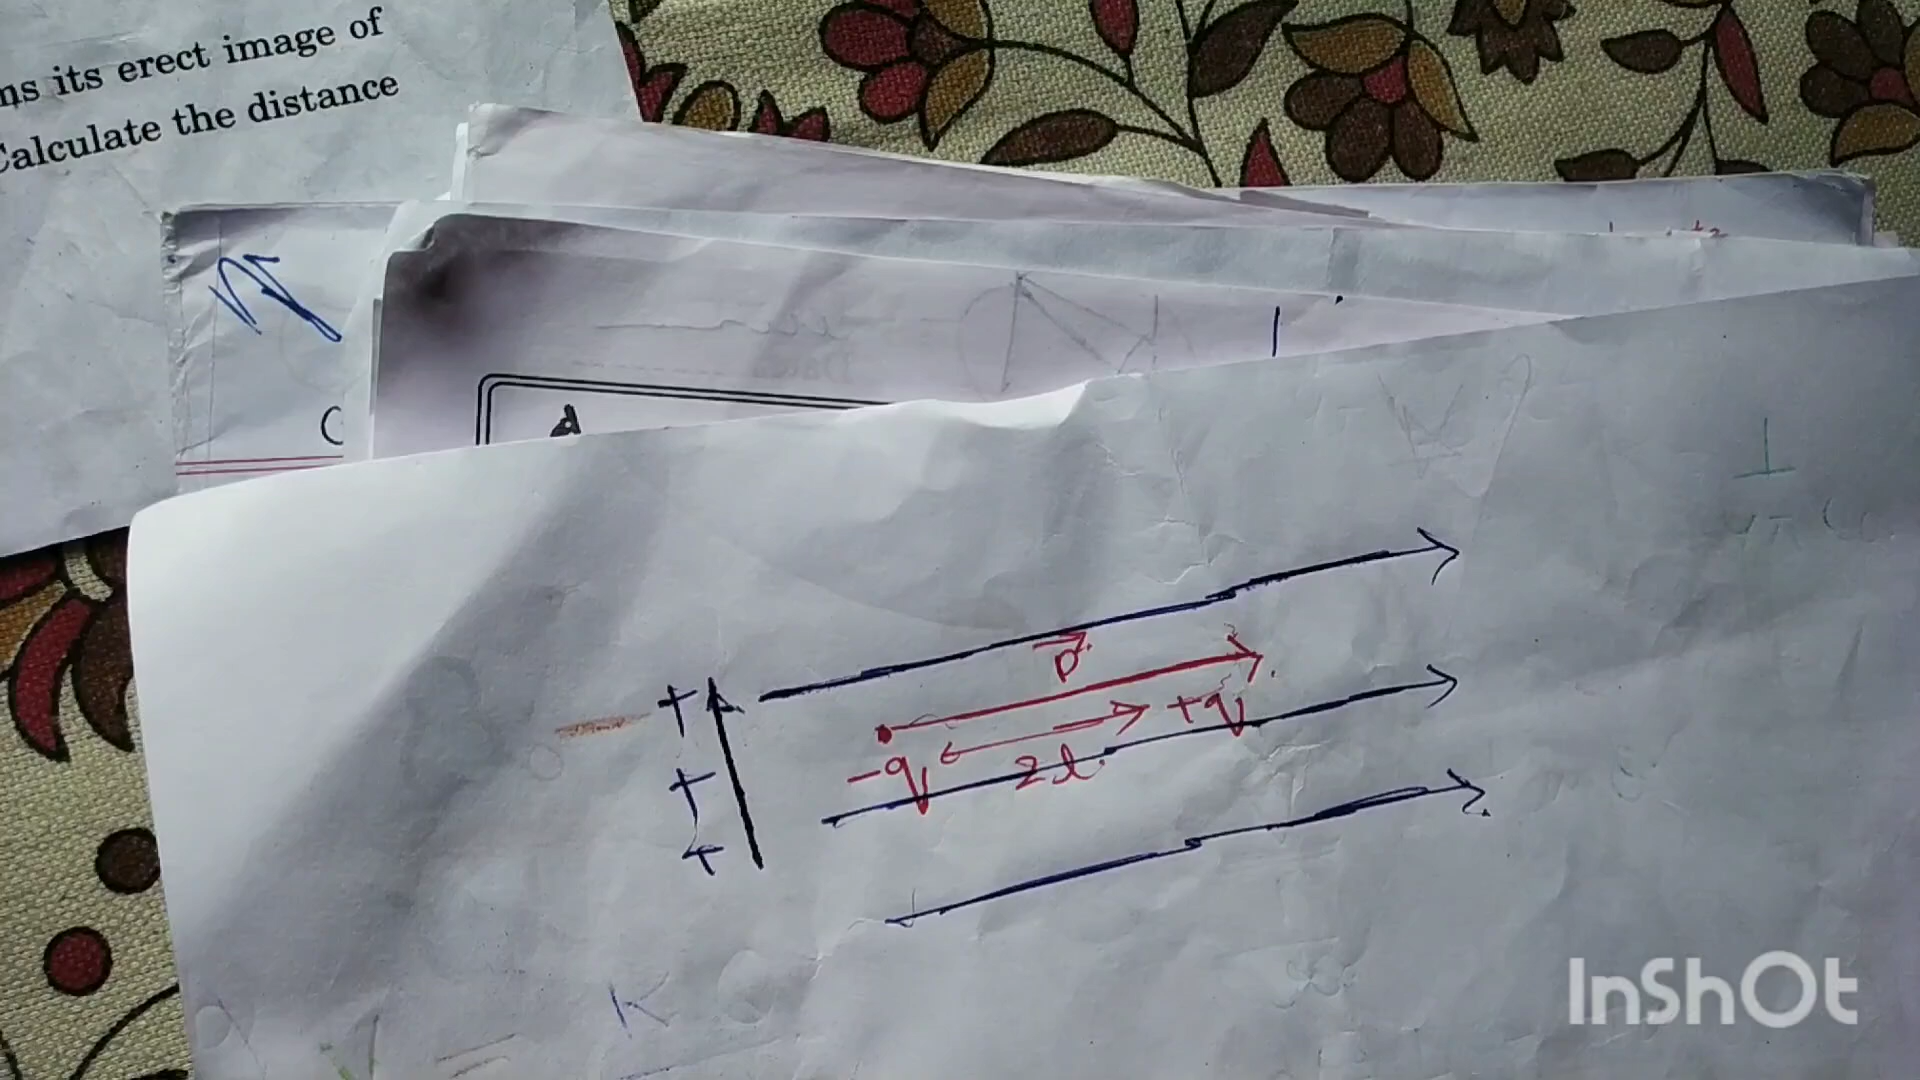 ns its erect image of
Calculate the distance
P
+
-q
+q
2l
+
+
K
InShOt